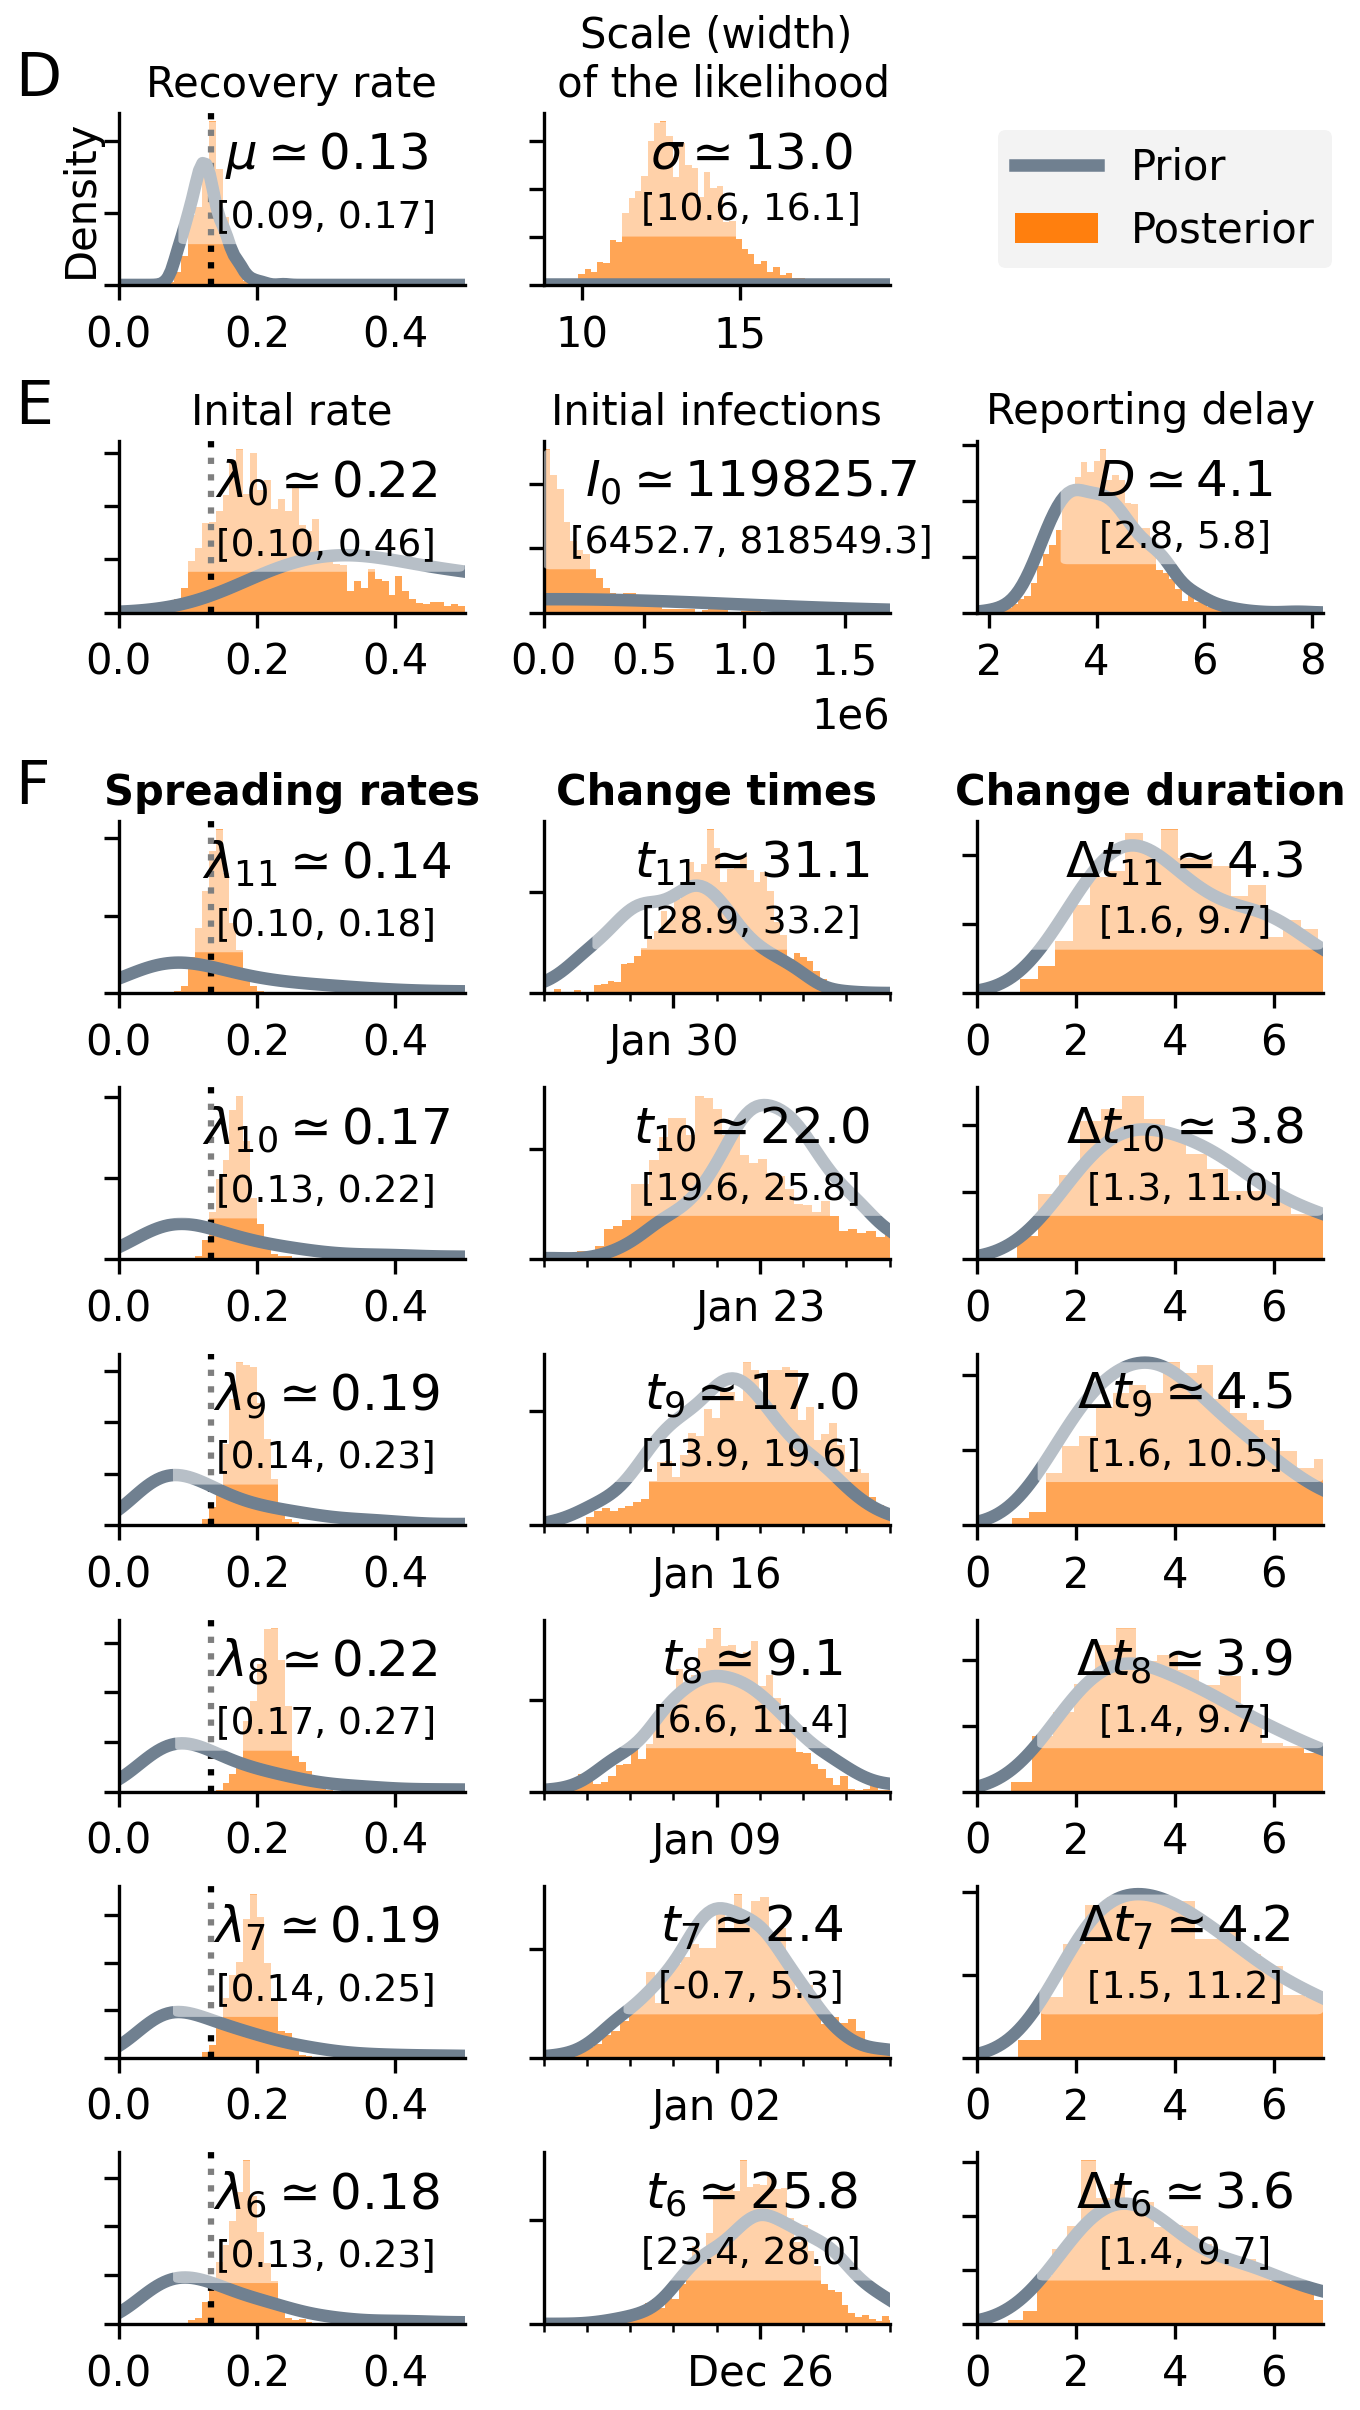 D
Recovery rate
Scale (width)
of the likelihood
Density
μ ≃ 0.13
[0.09, 0.17]
0.0 0.2 0.4
σ ≃ 13.0
[10.6, 16.1]
10 15
Prior
Posterior
E
Inital rate
λ0 ≃ 0.22
[0.10, 0.46]
0.0 0.2 0.4
Initial infections
I0 ≃ 119825.7
[6452.7, 818549.3]
0.0 0.5 1.0 1.5
1e6
Reporting delay
D ≃ 4.1
[2.8, 5.8]
2 4 6 8
F
Spreading rates
Change times
Change duration
λ11 ≃ 0.14
[0.10, 0.18]
0.0 0.2 0.4
t11 ≃ 31.1
[28.9, 33.2]
Jan 30
Δt11 ≃ 4.3
[1.6, 9.7]
0 2 4 6
λ10 ≃ 0.17
[0.13, 0.22]
0.0 0.2 0.4
t10 ≃ 22.0
[19.6, 25.8]
Jan 23
Δt10 ≃ 3.8
[1.3, 11.0]
0 2 4 6
λ9 ≃ 0.19
[0.14, 0.23]
0.0 0.2 0.4
t9 ≃ 17.0
[13.9, 19.6]
Jan 16
Δt9 ≃ 4.5
[1.6, 10.5]
0 2 4 6
λ8 ≃ 0.22
[0.17, 0.27]
0.0 0.2 0.4
t8 ≃ 9.1
[6.6, 11.4]
Jan 09
Δt8 ≃ 3.9
[1.4, 9.7]
0 2 4 6
λ7 ≃ 0.19
[0.14, 0.25]
0.0 0.2 0.4
t7 ≃ 2.4
[-0.7, 5.3]
Jan 02
Δt7 ≃ 4.2
[1.5, 11.2]
0 2 4 6
λ6 ≃ 0.18
[0.13, 0.23]
0.0 0.2 0.4
t6 ≃ 25.8
[23.4, 28.0]
Dec 26
Δt6 ≃ 3.6
[1.4, 9.7]
0 2 4 6